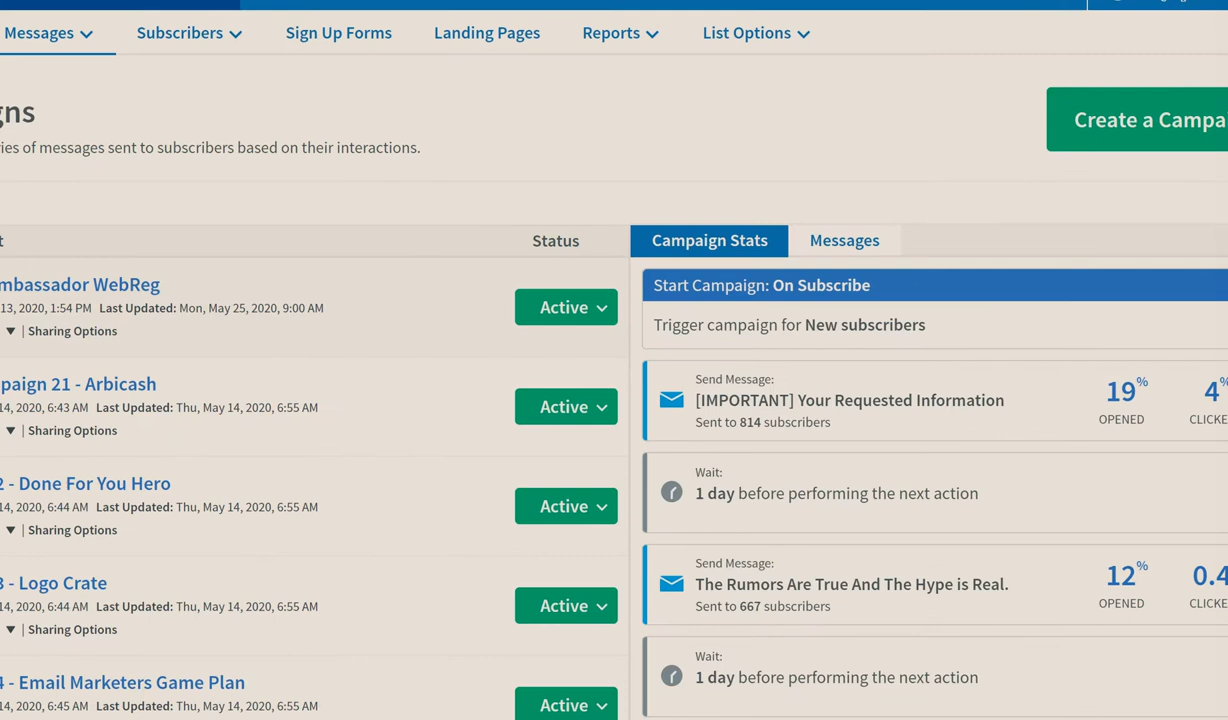 Messages Subscribers Sign Up Forms Landing Pages Reports List Options
gns
Create a Campai
ies of messages sent to subscribers based on their interactions.
t Status Campaign Stats Messages
mbassador WebReg
13, 2020, 1:54 PM Last Updated: Mon, May 25, 2020, 9:00 AM
| Sharing Options
Active
paign 21 - Arbicash
14, 2020, 6:43 AM Last Updated: Thu, May 14, 2020, 6:55 AM
| Sharing Options
Active
2 - Done For You Hero
14, 2020, 6:44 AM Last Updated: Thu, May 14, 2020, 6:55 AM
| Sharing Options
Active
3 - Logo Crate
14, 2020, 6:44 AM Last Updated: Thu, May 14, 2020, 6:55 AM
| Sharing Options
Active
4 - Email Marketers Game Plan
14, 2020, 6:45 AM Last Updated: Thu, May 14, 2020, 6:55 AM
Active
Start Campaign: On Subscribe
Trigger campaign for New subscribers
Send Message:
[IMPORTANT] Your Requested Information
Sent to 814 subscribers
19% 4%
OPENED CLICKE
Wait:
1 day before performing the next action
Send Message:
The Rumors Are True And The Hype is Real.
Sent to 667 subscribers
12% 0.4
OPENED CLICKE
Wait:
1 day before performing the next action